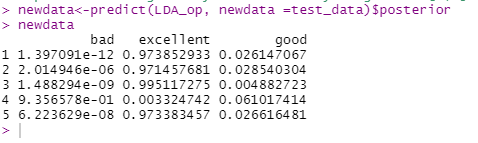 > newdata<-predict(LDA_op, newdata =test_data)$posterior
> newdata
bad excellent good
1 1.397091e-12 0.973852933 0.026147067
2 2.014946e-06 0.971457681 0.028540304
3 1.488294e-09 0.995117275 0.004882723
4 9.356578e-01 0.003324742 0.061017414
5 6.223629e-08 0.973383457 0.026616481
>